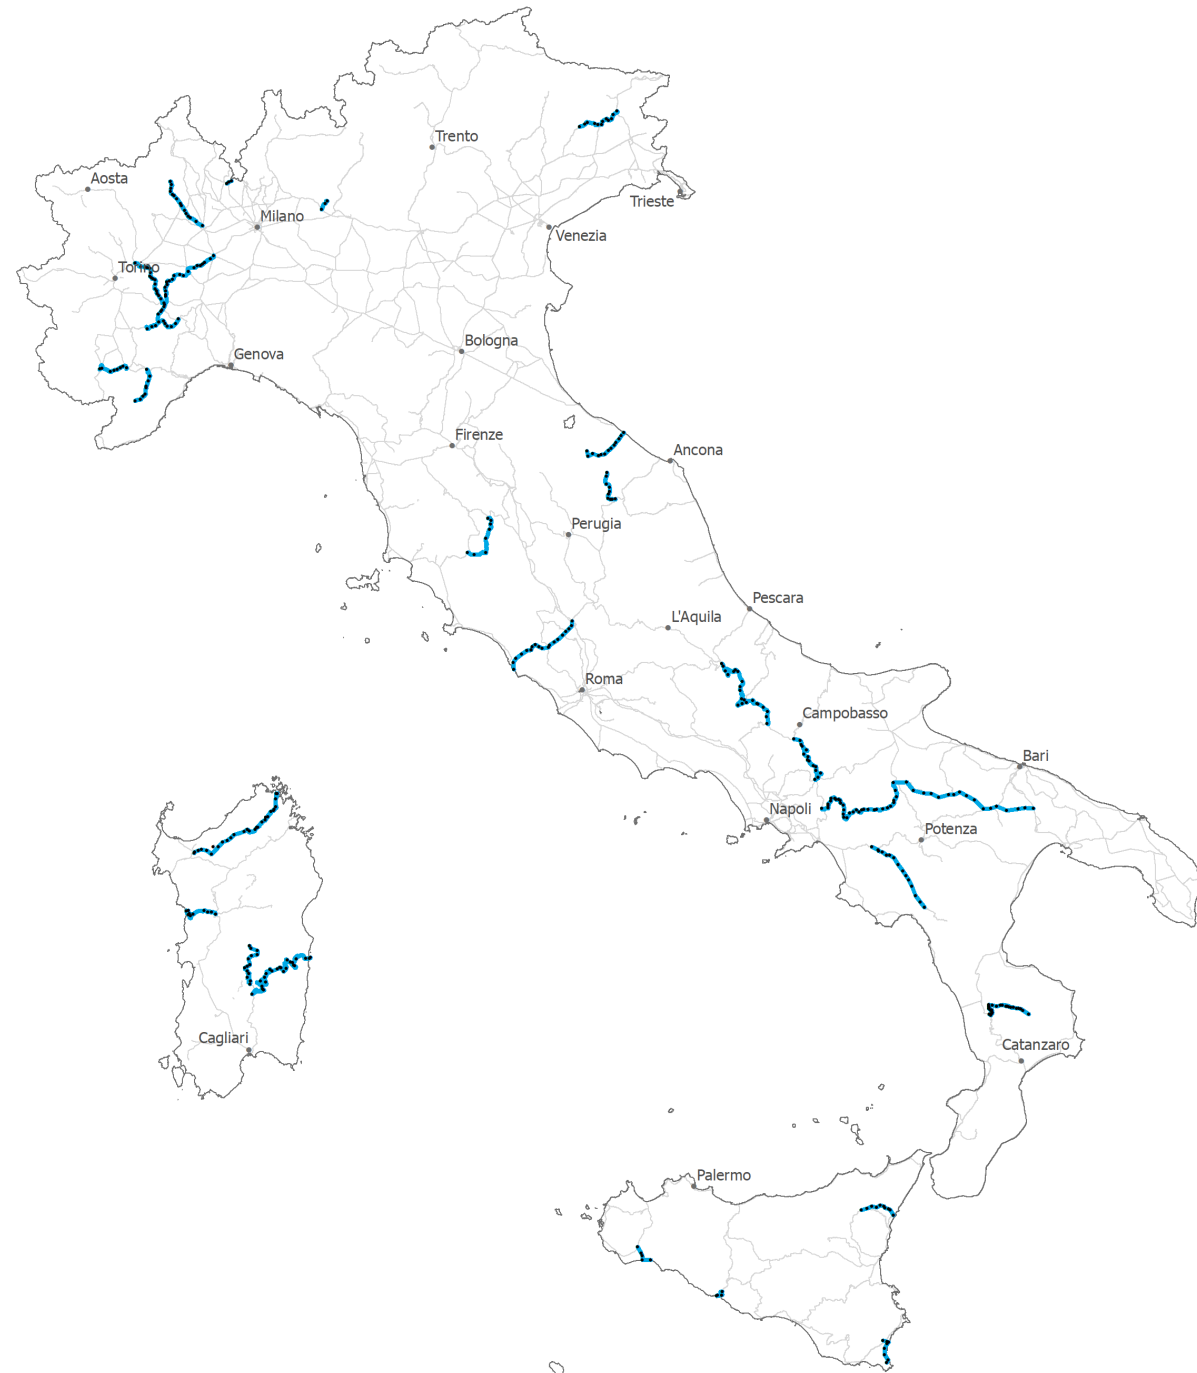 Trento
Aosta
Trieste
Milano
Venezia
Torino
Bologna
Genova
Firenze
Ancona
Perugia
Pescara
L'Aquila
Roma
Campobasso
Bari
Napoli
Potenza
Cagliari
Catanzaro
Palermo